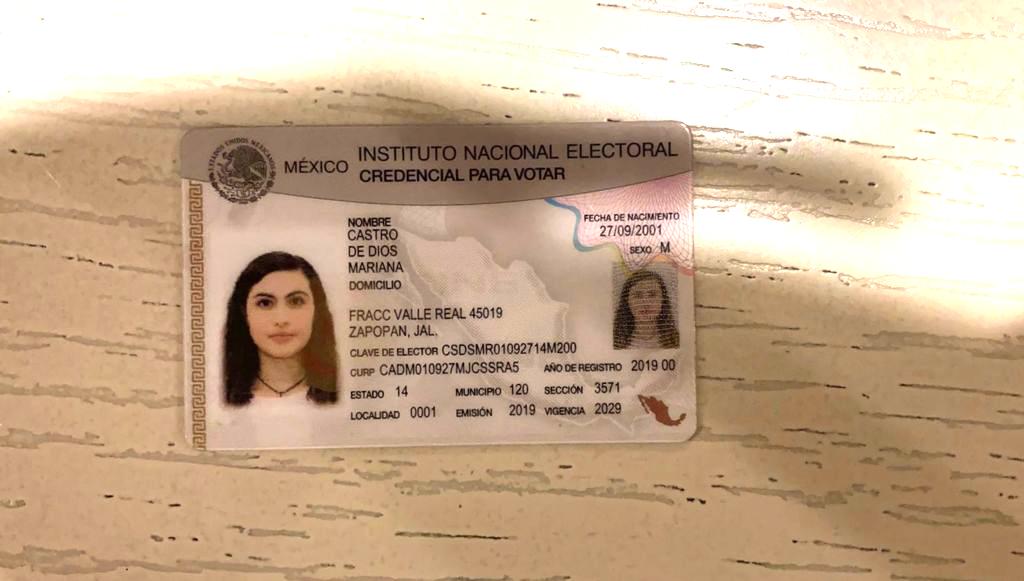 ESTADOS UNIDOS MEXICANOS
MÉXICO INSTITUTO NACIONAL ELECTORAL
CREDENCIAL PARA VOTAR
NOMBRE
CASTRO
DE DIOS
MARIANA
DOMICILIO
FRACC VALLE REAL 45019
ZAPOPAN, JAL.
FECHA DE NACIMIENTO
27/09/2001
SEXO M
CLAVE DE ELECTOR CSDSMR01092714M200
CURP CADM010927MJCSSRA5 AÑO DE REGISTRO 2019 00
ESTADO 14 MUNICIPIO 120 SECCIÓN 3571
LOCALIDAD 0001 EMISIÓN 2019 VIGENCIA 2029